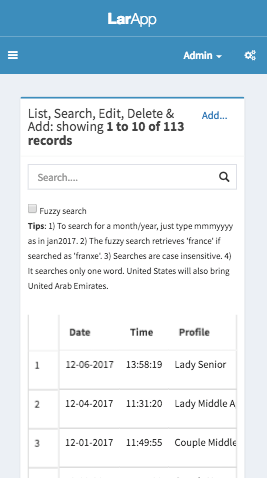 LarApp
Admin
List, Search, Edit, Delete &
Add: showing 1 to 10 of 113
records
Add...
Search....
Fuzzy search
Tips: 1) To search for a month/year, just type mmmyyyy
as in jan2017. 2) The fuzzy search retrieves 'france' if
searched as 'franxe'. 3) Searches are case insensitive. 4)
It searches only one word. United States will also bring
United Arab Emirates.
Date Time Profile
1 12-06-2017 13:58:19 Lady Senior
2 12-04-2017 11:31:20 Lady Middle A
3 12-01-2017 11:49:55 Couple Middle